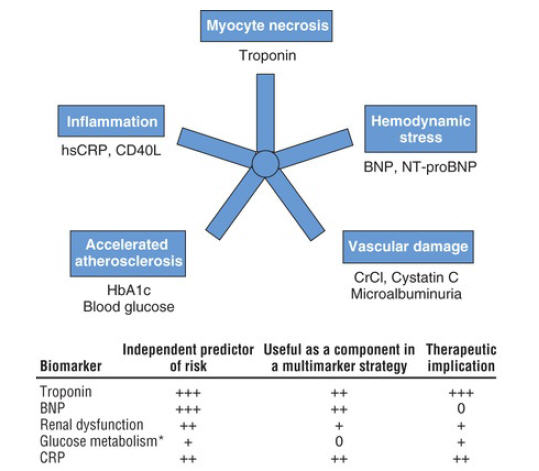 Myocyte necrosis
Troponin
Inflammation
hsCRP, CD40L
Hemodynamic
stress
BNP, NT-proBNP
Accelerated
atherosclerosis
HbA1c
Blood glucose
Vascular damage
CrCl, Cystatin C
Microalbuminuria
Independent predictor Useful as a component in Therapeutic
Biomarker of risk a multimarker strategy implication
Troponin +++ ++ +++
BNP +++ ++ 0
Renal dysfunction ++ + +
Glucose metabolism* + 0 +
CRP ++ ++ ++